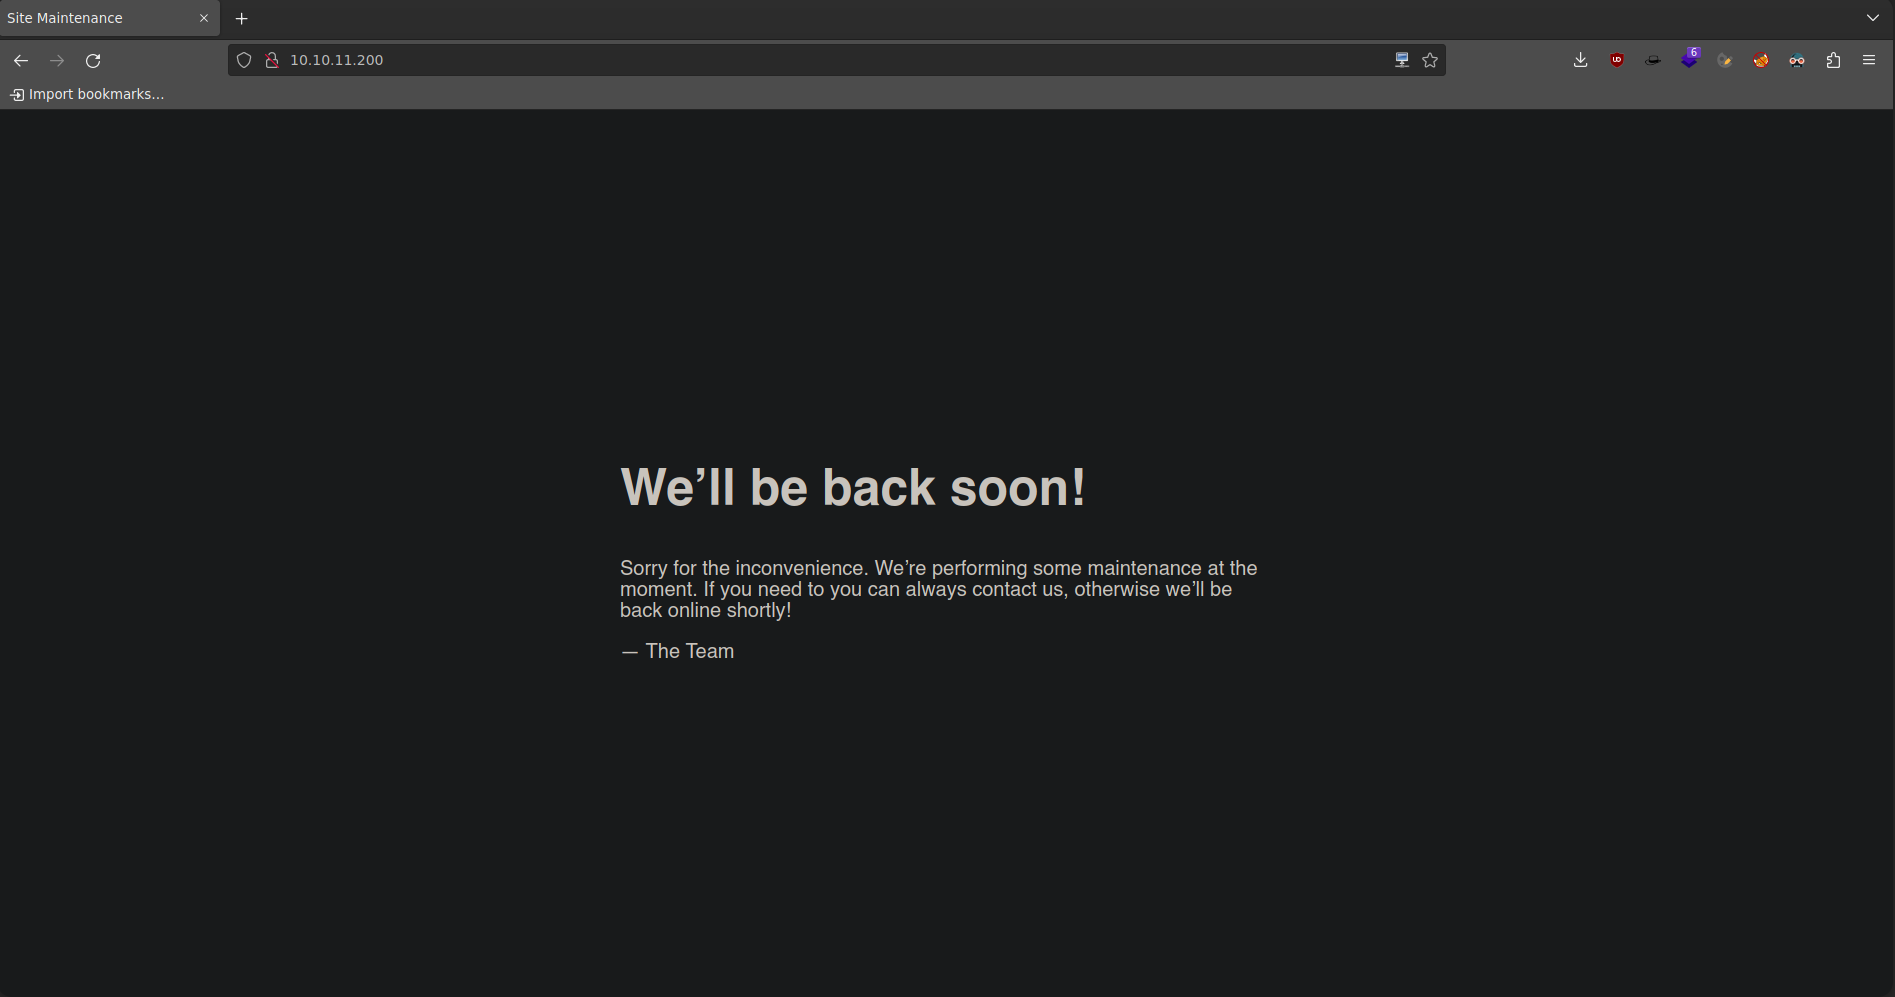 Site Maintenance
10.10.11.200
6
UD
Import bookmarks...
We’ll be back soon!
Sorry for the inconvenience. We’re performing some maintenance at the
moment. If you need to you can always contact us, otherwise we’ll be
back online shortly!
— The Team